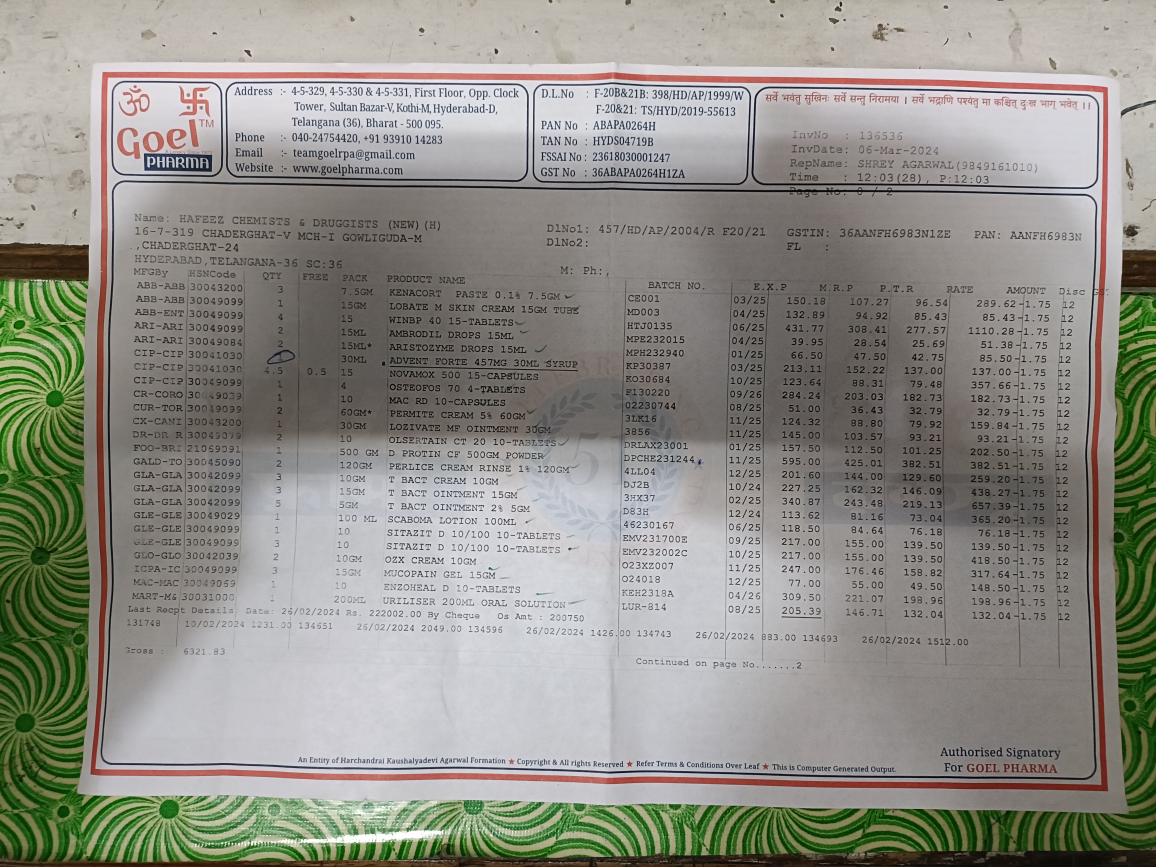 ॐ 卐
Goel TM
PHARMA
Address :- 4-5-329, 4-5-330 & 4-5-331, First Floor, Opp. Clock
Tower, Sultan Bazar-V, Kothi-M, Hyderabad-D,
Telangana (36), Bharat - 500 095.
Phone :- 040-24754420, +91 93910 14283
Email :- teamgoelrpa@gmail.com
Website :- www.goelpharma.com
D.L.No : F-20B&21B: 398/HD/AP/1999/W
F-20&21: TS/HYD/2019-55613
PAN No : ABAPA0264H
TAN No : HYDS04719B
FSSAI No : 23618030001247
GST No : 36ABAPA0264H1ZA
सर्वे भवंतु सुखिनः सर्वे सन्तु निरामया । सर्वे भद्राणि पश्यंतु मा कश्चित् दुःख भाग् भवेत् ।।
InvNo : 136536
InvDate: 06-Mar-2024
RepName: SHREY AGARWAL(9849161010)
Time : 12:03(28), P:12:03
Page No: 0 / 2
Name: HAFEEZ CHEMISTS & DRUGGISTS (NEW)(H)
16-7-319 CHADERGHAT-V MCH-I GOWLIGUDA-M
.,CHADERGHAT-24
HYDERABAD,TELANGANA-36 SC:36
DlNo1: 457/HD/AP/2004/R F20/21
DlNo2:
M: Ph:,
GSTIN: 36AANFH6983N1ZE PAN: AANFH6983N
FL :
MFGBy HSNCode QTY FREE PACK PRODUCT NAME BATCH NO. E.X.P M.R.P P.T.R RATE AMOUNT Disc GST
ABB-ABB 30043200 3 7.5GM KENACORT PASTE 0.1% 7.5GM CE001 03/25 150.18 107.27 96.54 289.62-1.75 12
ABB-ABB 30049099 1 15GM LOBATE M SKIN CREAM 15GM TUBE MD003 04/25 132.89 94.92 85.43 85.43-1.75 12
ABB-ENT 30049099 4 15 WINBP 40 15-TABLETS HTJ0135 06/25 431.77 308.41 277.57 1110.28-1.75 12
ARI-ARI 30049099 2 15ML AMBRODIL DROPS 15ML MPE232015 04/25 39.95 28.54 25.69 51.38-1.75 12
ARI-ARI 30049084 2 15ML* ARISTOZYME DROPS 15ML MPH232940 01/25 66.50 47.50 42.75 85.50-1.75 12
CIP-CIP 30041030 30ML ADVENT FORTE 457MG 30ML SYRUP KP30387 03/25 213.11 152.22 137.00 137.00-1.75 12
CIP-CIP 30041030 4.5 0.5 15 NOVAMOX 500 15-CAPSULES KO30684 10/25 123.64 88.31 79.48 357.66-1.75 12
CIP-CIP 30049099 1 4 OSTEOFOS 70 4-TABLETS F130220 09/26 284.24 203.03 182.73 182.73-1.75 12
CR-CORO 30049039 1 10 MAC RD 10-CAPSULES 02230744 08/25 51.00 36.43 32.79 32.79-1.75 12
CUR-TOR 30049099 2 60GM* PERMITE CREAM 5% 60GM 3LK16 11/25 124.32 88.80 79.92 159.84-1.75 12
CX-CANI 30043200 1 30GM LOZIVATE MF OINTMENT 30GM 3856 11/25 145.00 103.57 93.21 93.21-1.75 12
DR-DR R 30049079 2 10 OLSERTAIN CT 20 10-TABLETS DRLAX23001 01/25 157.50 112.50 101.25 202.50-1.75 12
FOO-BRI 21069091 1 500 GM D PROTIN CF 500GM POWDER DPCHE231244 11/25 595.00 425.01 382.51 382.51-1.75 12
GALD-TO 30045090 2 120GM PERLICE CREAM RINSE 1% 120GM 4LL04 12/25 201.60 144.00 129.60 259.20-1.75 12
GLA-GLA 30042099 3 10GM T BACT CREAM 10GM DJ2B 10/24 227.25 162.32 146.09 438.27-1.75 12
GLA-GLA 30042099 3 15GM T BACT OINTMENT 15GM 3HX37 02/25 340.87 243.48 219.13 657.39-1.75 12
GLA-GLA 30042099 5 5GM T BACT OINTMENT 2% 5GM D83H 12/24 113.62 81.16 73.04 365.20-1.75 12
GLE-GLE 30049029 1 100 ML SCABOMA LOTION 100ML 46230167 06/25 118.50 84.64 76.18 76.18-1.75 12
GLE-GLE 30049099 1 10 SITAZIT D 10/100 10-TABLETS EMV231700E 09/25 217.00 155.00 139.50 139.50-1.75 12
GLE-GLE 30049099 3 10 SITAZIT D 10/100 10-TABLETS EMV232002C 10/25 217.00 155.00 139.50 418.50-1.75 12
GLO-GLO 30042039 2 10GM OZX CREAM 10GM O23XZ007 11/25 247.00 176.46 158.82 317.64-1.75 12
ICPA-IC 30049099 3 15GM MUCOPAIN GEL 15GM O24018 12/25 77.00 55.00 49.50 148.50-1.75 12
MAC-MAC 30049069 1 10 ENZOHEAL D 10-TABLETS KEH2318A 04/26 309.50 221.07 198.96 198.96-1.75 12
MART-M& 30031000 1 200ML URILISER 200ML ORAL SOLUTION LUR-814 08/25 205.39 146.71 132.04 132.04-1.75 12
Last Recpt Details: Date: 26/02/2024 Rs. 222002.00 By Cheque Os Amt : 200750
131748 10/02/2024 1231.00 134651 26/02/2024 2049.00 134596 26/02/2024 1426.00 134743 26/02/2024 883.00 134693 26/02/2024 1512.00
Gross : 6321.83
Continued on page No.......2
Authorised Signatory
For GOEL PHARMA
An Entity of Harchandrai Kaushalyadevi Agarwal Formation ★ Copyright & All rights Reserved ★ Refer Terms & Conditions Over Leaf ★ This is Computer Generated Output.